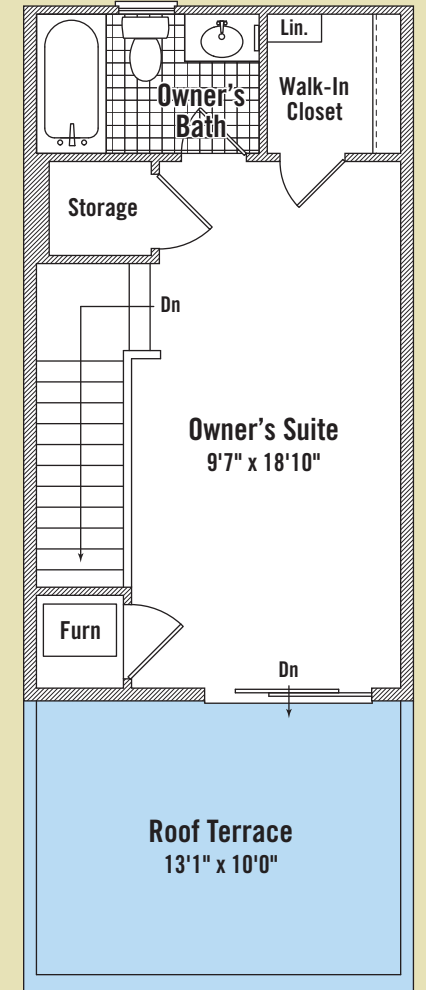 Lin.
Owner's
Bath
Walk-In
Closet
Storage
Dn
Owner's Suite
9'7" x 18'10"
Furn
Dn
Roof Terrace
13'1" x 10'0"